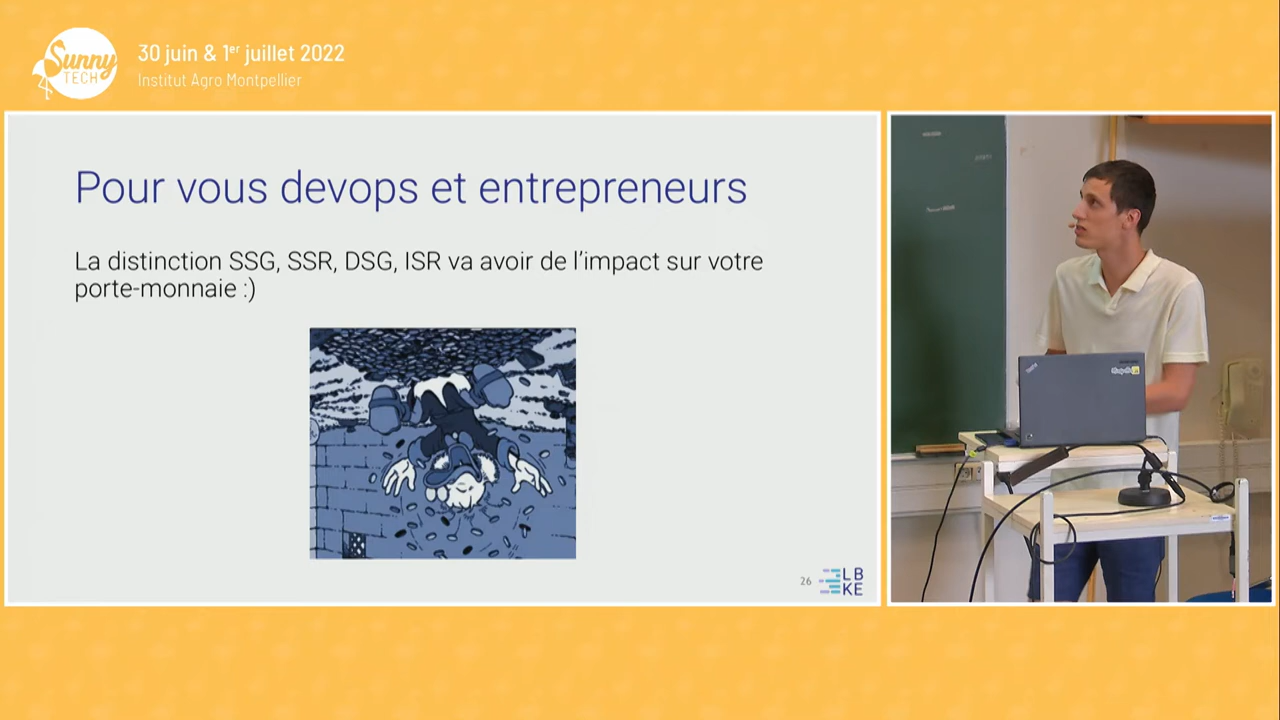 Sunny
TECH
30 juin & 1er juillet 2022
Institut Agro Montpellier
Pour vous devops et entrepreneurs
La distinction SSG, SSR, DSG, ISR va avoir de l'impact sur votre
porte-monnaie :)
26
LB
KE